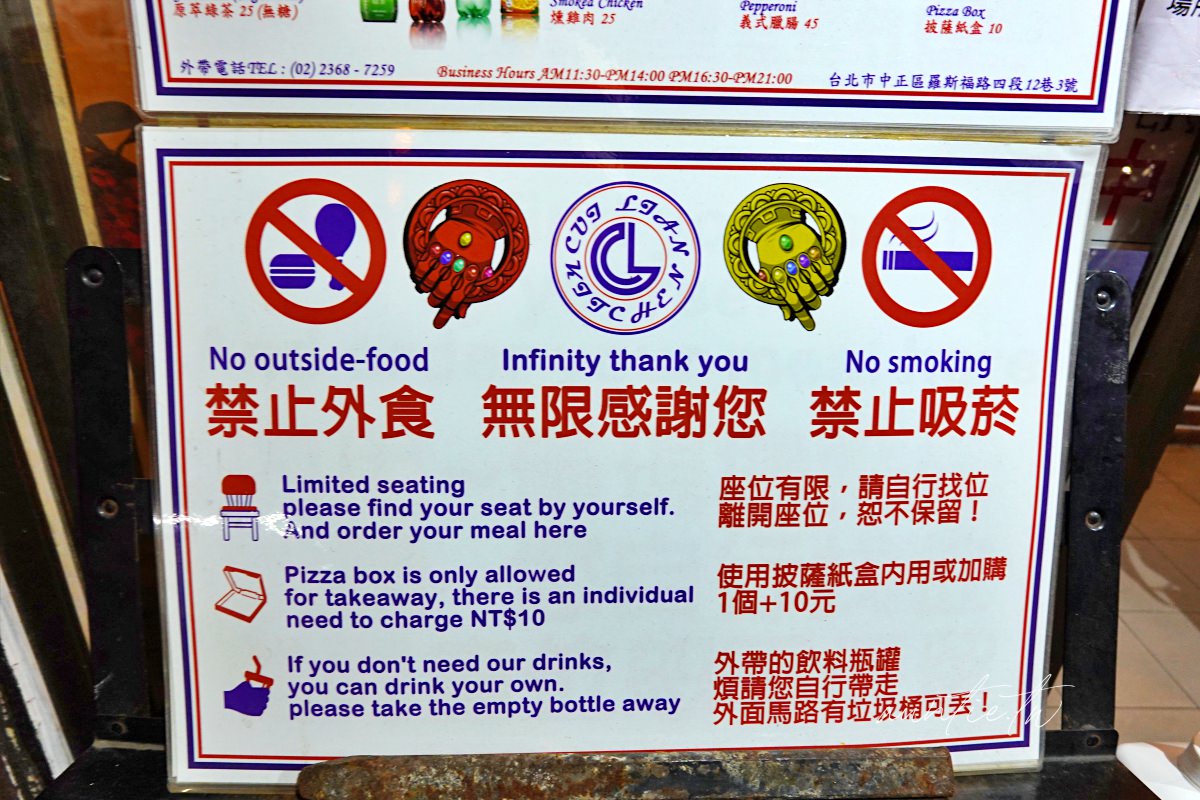 Smoked Chicken
Pepperoni
Pizza Box
原萃綠茶 25 (無糖)
燻雞肉 25
義式臘腸 45
披薩紙盒 10
外帶電話TEL : (02) 2368 - 7259
Business Hours AM11:30-PM14:00 PM16:30-PM21:00
台北市中正區羅斯福路四段12巷3號
CUI LIAN KITCHEN
CL
No outside-food
Infinity thank you
No smoking
禁止外食
無限感謝您
禁止吸菸
Limited seating
please find your seat by yourself.
And order your meal here
座位有限，請自行找位
離開座位，恕不保留！
Pizza box is only allowed
for takeaway, there is an individual
need to charge NT$10
使用披薩紙盒內用或加購
1個+10元
If you don't need our drinks,
you can drink your own.
please take the empty bottle away
外帶的飲料瓶罐
煩請您自行帶走
外面馬路有垃圾桶可丟！